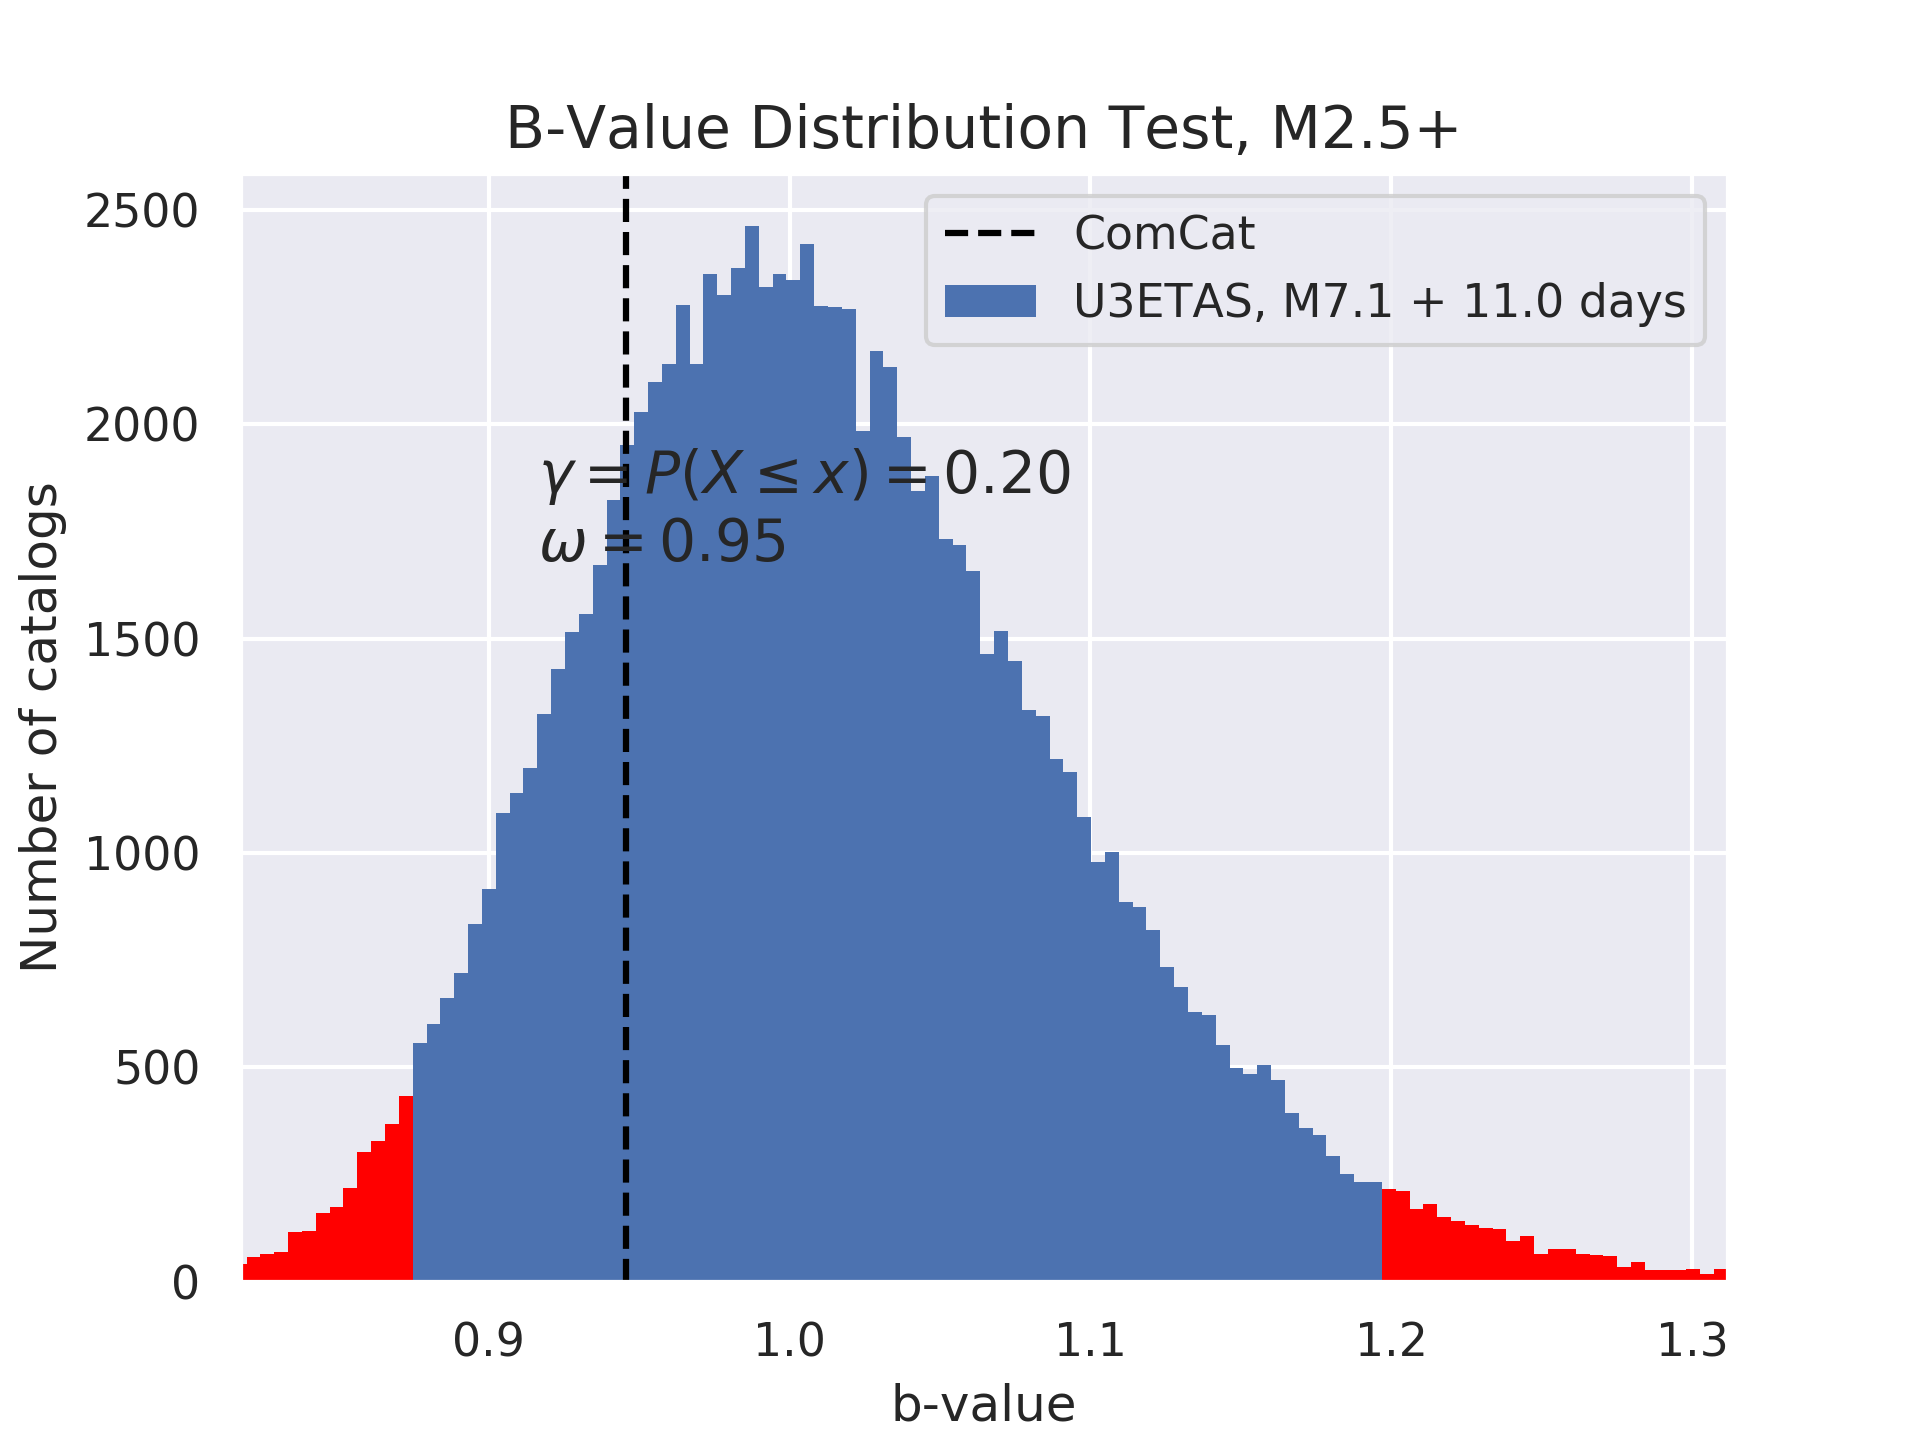 B-Value Distribution Test, M2.5+
ComCat
U3ETAS, M7.1 + 11.0 days
γ = P(X ≤ x) = 0.20
ω = 0.95
Number of catalogs
2500
2000
1500
1000
500
0
0.9 1.0 1.1 1.2 1.3
b-value